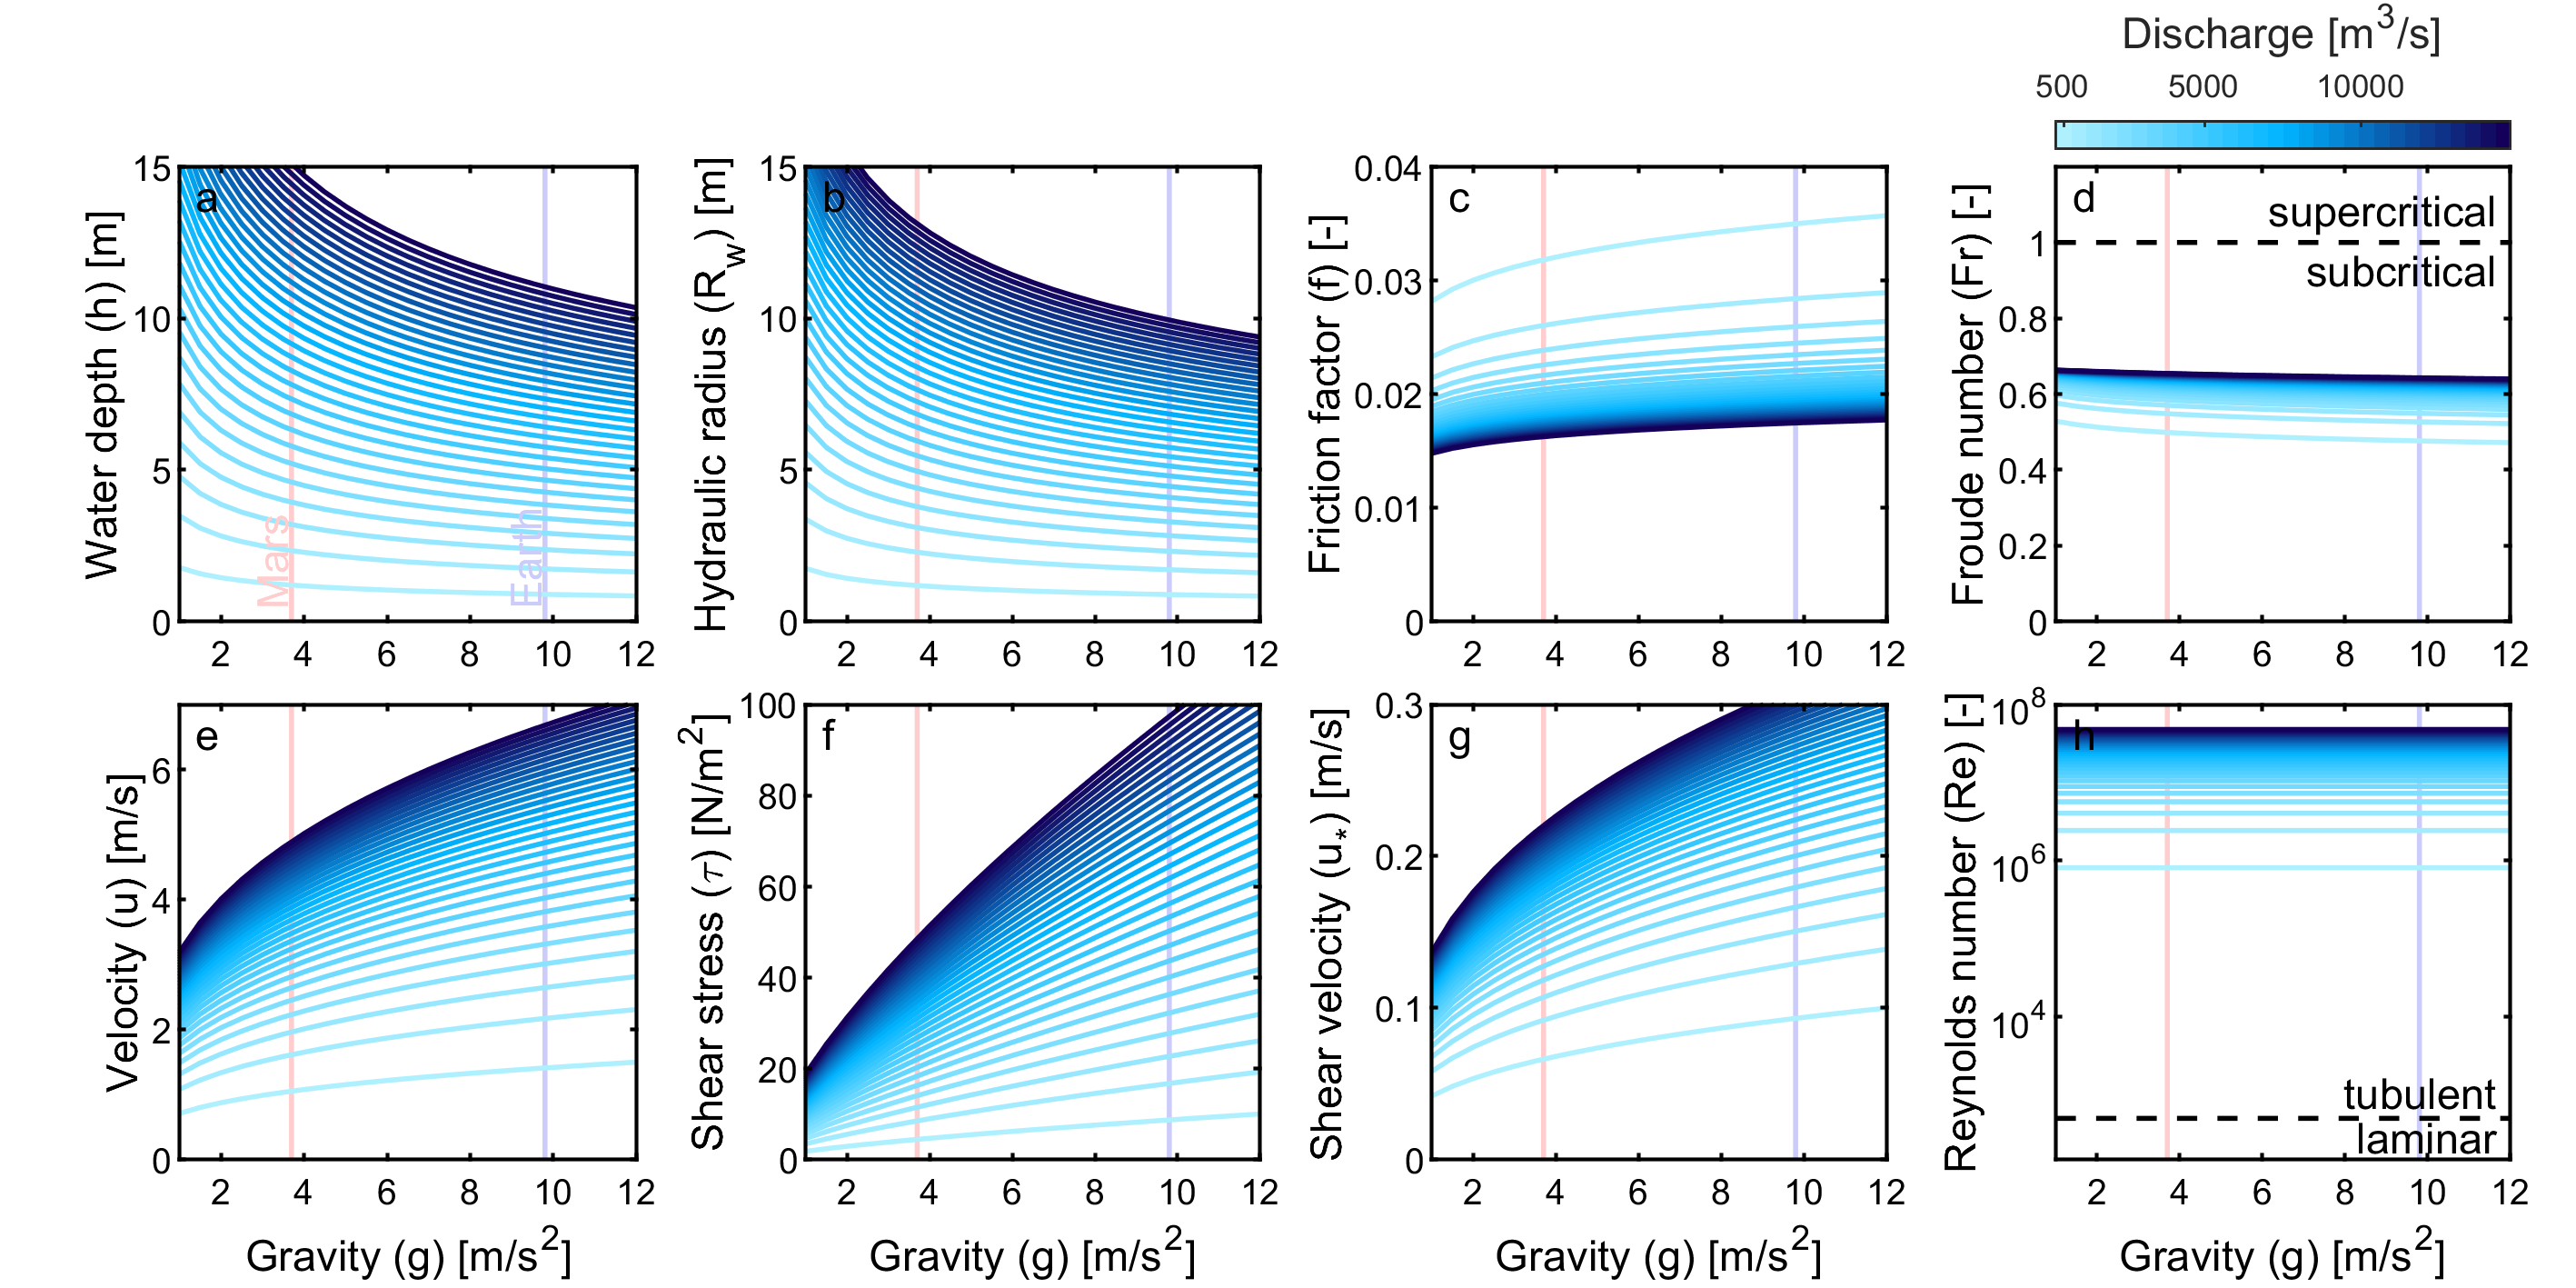 Discharge [m3/s]
500 5000 10000
Water depth (h) [m]
15
10
5
0
a
Mars
Earth
2 4 6 8 10 12
Hydraulic radius (Rw) [m]
15
10
5
0
b
2 4 6 8 10 12
Friction factor (f) [-]
0.04
0.03
0.02
0.01
0
c
2 4 6 8 10 12
Froude number (Fr) [-]
1
0.8
0.6
0.4
0.2
0
d
supercritical
subcritical
2 4 6 8 10 12
Velocity (u) [m/s]
6
4
2
0
e
2 4 6 8 10 12
Gravity (g) [m/s2]
Shear stress (τ) [N/m2]
100
80
60
40
20
0
f
2 4 6 8 10 12
Gravity (g) [m/s2]
Shear velocity (u*) [m/s]
0.3
0.2
0.1
0
g
2 4 6 8 10 12
Gravity (g) [m/s2]
Reynolds number (Re) [-]
108
106
104
h
tubulent
laminar
2 4 6 8 10 12
Gravity (g) [m/s2]